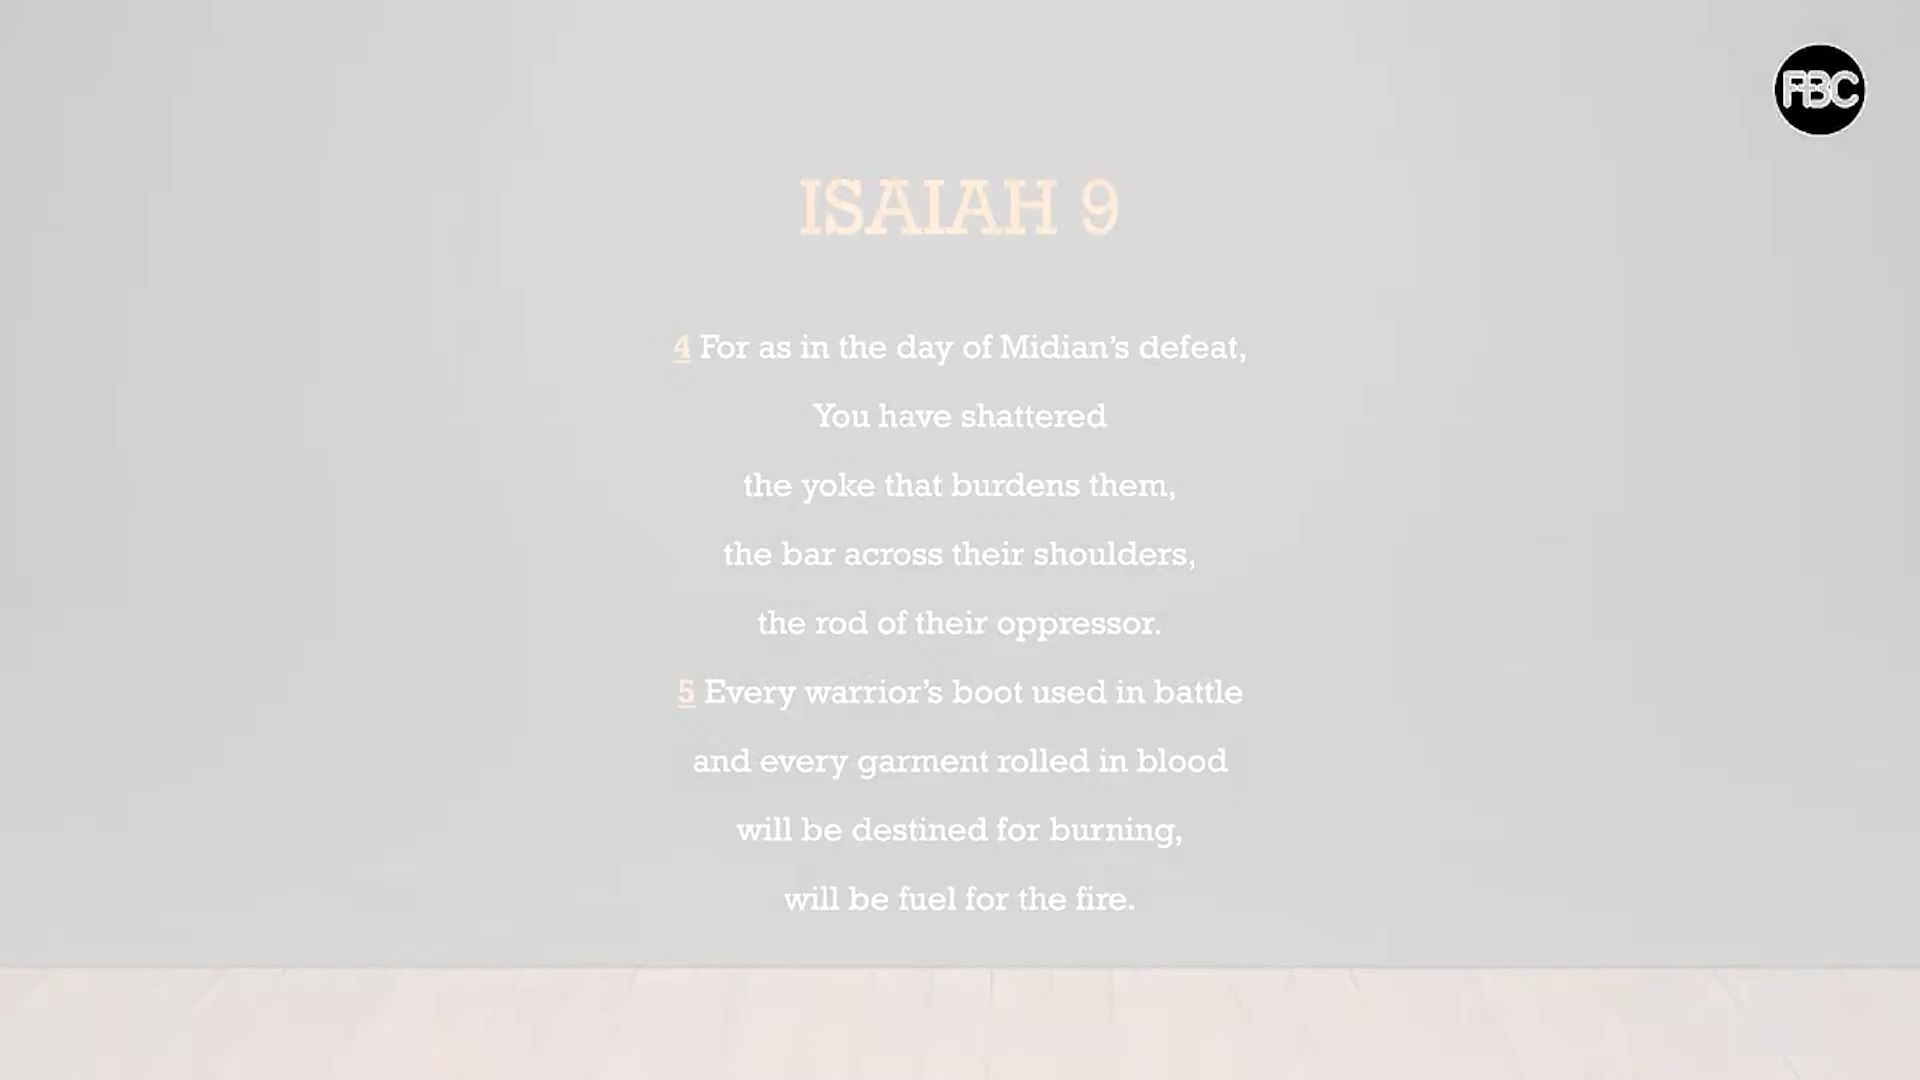 FBC
ISAIAH 9
4 For as in the day of Midian’s defeat,
You have shattered
the yoke that burdens them,
the bar across their shoulders,
the rod of their oppressor.
5 Every warrior’s boot used in battle
and every garment rolled in blood
will be destined for burning,
will be fuel for the fire.